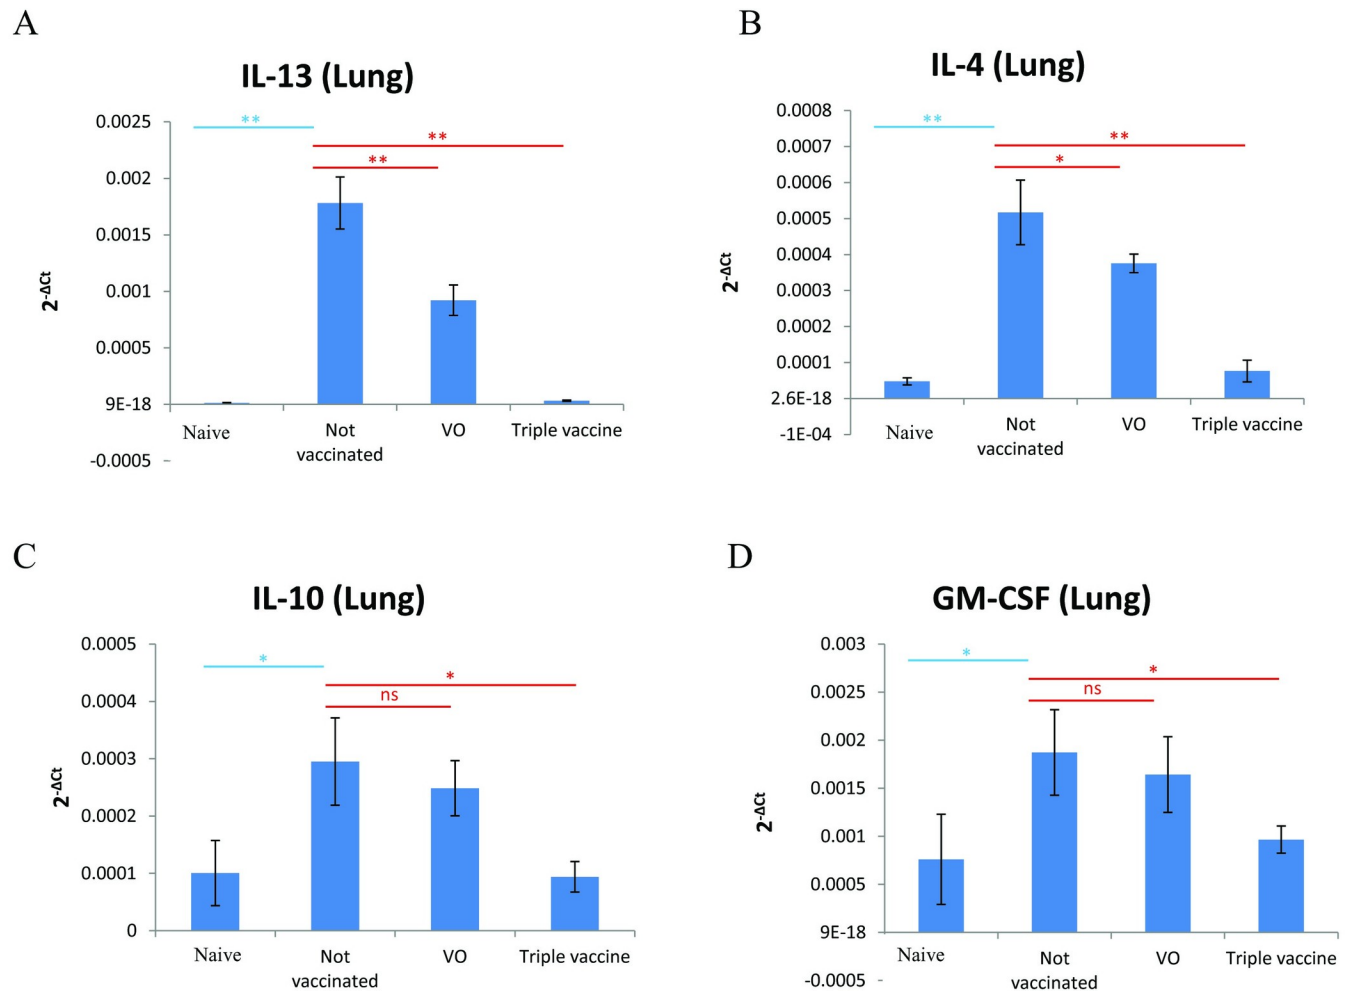 A
IL-13 (Lung)
0.0025
0.002
0.0015
0.001
0.0005
9E-18
-0.0005
2^-ΔCt
**
**
**
Naive
Not vaccinated
VO
Triple vaccine
B
IL-4 (Lung)
0.0008
0.0007
0.0006
0.0005
0.0004
0.0003
0.0002
0.0001
2.6E-18
-1E-04
2^-ΔCt
**
**
*
Naive
Not vaccinated
VO
Triple vaccine
C
IL-10 (Lung)
0.0005
0.0004
0.0003
0.0002
0.0001
0
2^-ΔCt
*
*
ns
Naive
Not vaccinated
VO
Triple vaccine
D
GM-CSF (Lung)
0.003
0.0025
0.002
0.0015
0.001
0.0005
9E-18
-0.0005
2^-ΔCt
*
*
ns
Naive
Not vaccinated
VO
Triple vaccine